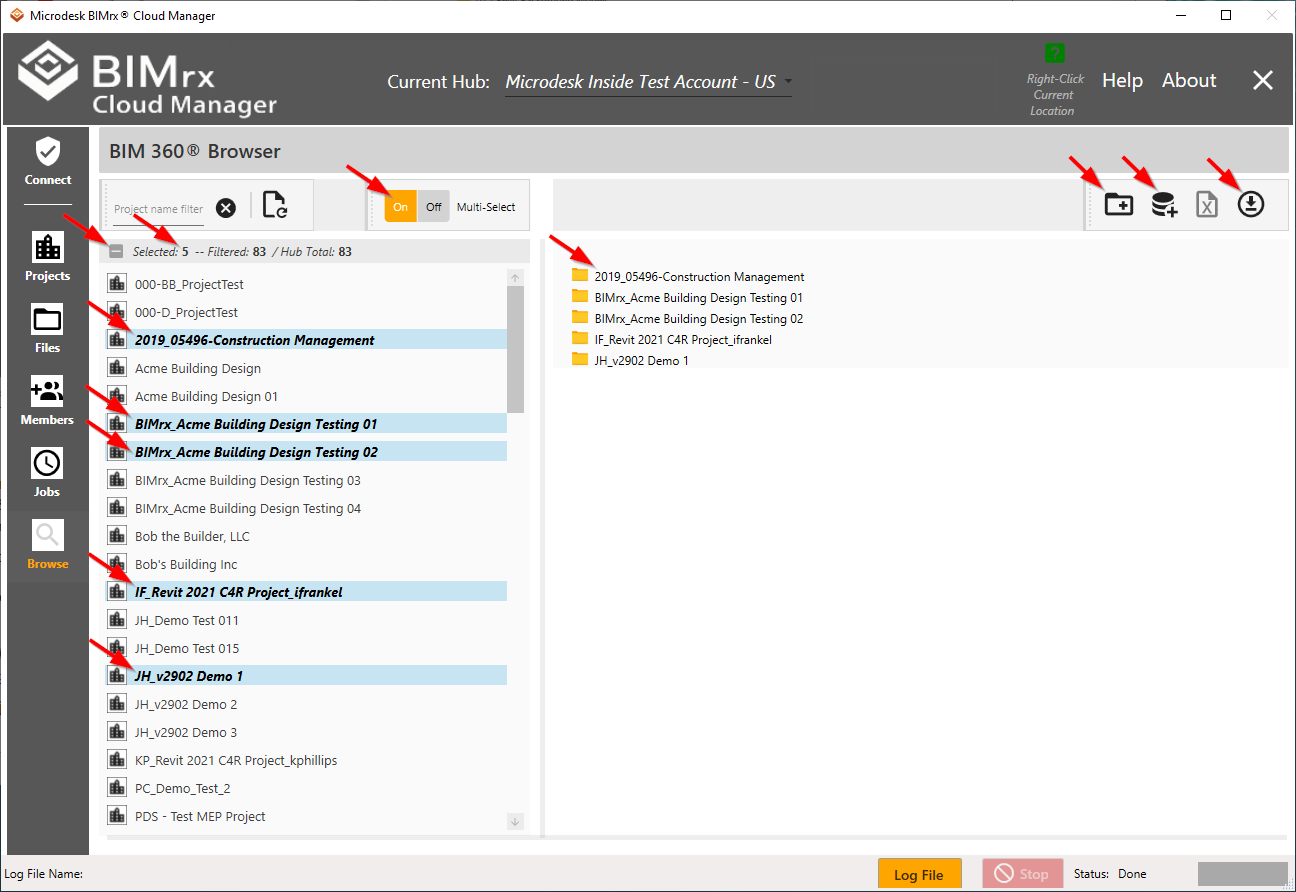 Microdesk BIMrx® Cloud Manager
BIMrx
Cloud Manager
Current Hub: Microdesk Inside Test Account - US
?
Right-Click
Current
Location
Help
About
Connect
Projects
Files
Members
Jobs
Browse
BIM 360® Browser
Project name filter
On
Off
Multi-Select
X
Selected: 5 -- Filtered: 83 / Hub Total: 83
000-BB_ProjectTest
000-D_ProjectTest
2019_05496-Construction Management
Acme Building Design
Acme Building Design 01
BIMrx_Acme Building Design Testing 01
BIMrx_Acme Building Design Testing 02
BIMrx_Acme Building Design Testing 03
BIMrx_Acme Building Design Testing 04
Bob the Builder, LLC
Bob's Building Inc
IF_Revit 2021 C4R Project_ifrankel
JH_Demo Test 011
JH_Demo Test 015
JH_v2902 Demo 1
JH_v2902 Demo 2
JH_v2902 Demo 3
KP_Revit 2021 C4R Project_kphillips
PC_Demo_Test_2
PDS - Test MEP Project
2019_05496-Construction Management
BIMrx_Acme Building Design Testing 01
BIMrx_Acme Building Design Testing 02
IF_Revit 2021 C4R Project_ifrankel
JH_v2902 Demo 1
Log File Name:
Log File
Stop
Status: Done